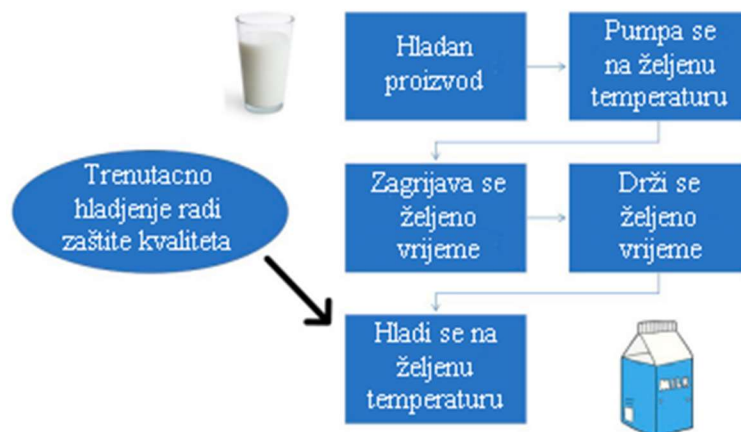 Hladan
proizvod
Pumpa se
na željenu
temperaturu
Trenutacno
hladjenje radi
zaštite kvaliteta
Zagrijava se
željeno
vrijeme
Drži se
željeno
vrijeme
Hladi se na
željenu
temperaturu
MILK